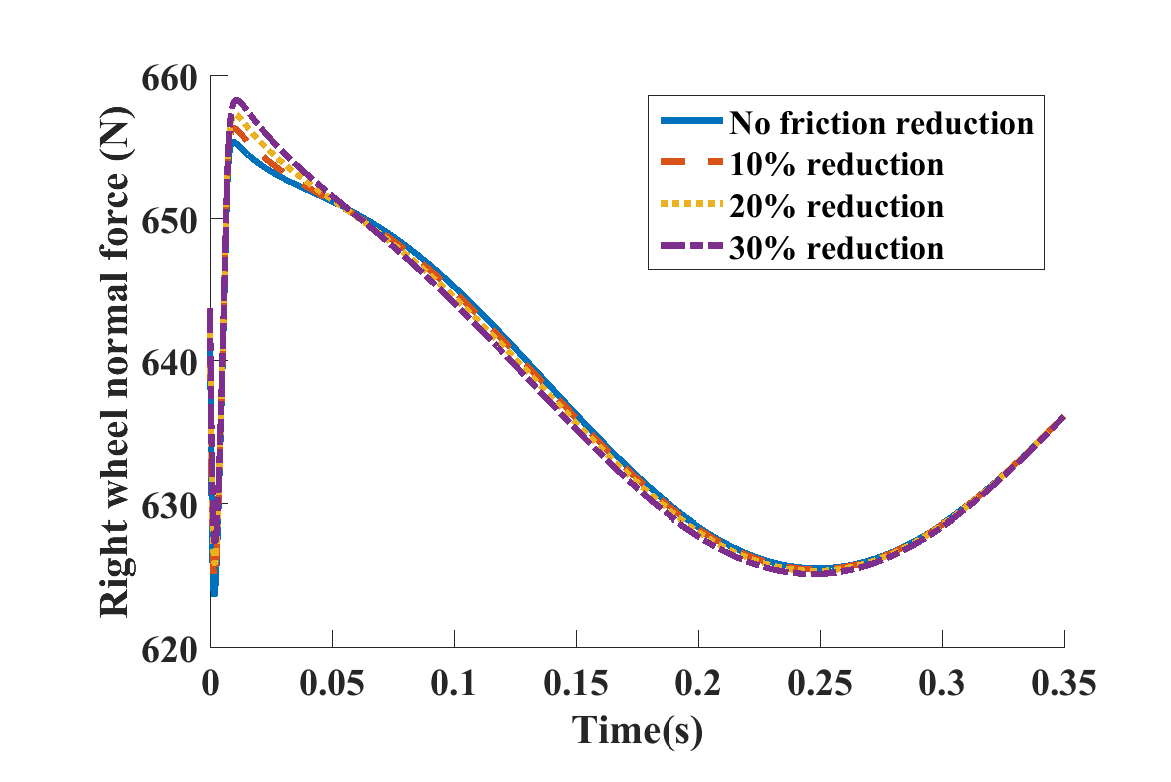 660
650
640
630
620
Right wheel normal force (N)
No friction reduction
10% reduction
20% reduction
30% reduction
0 0.05 0.1 0.15 0.2 0.25 0.3 0.35
Time(s)